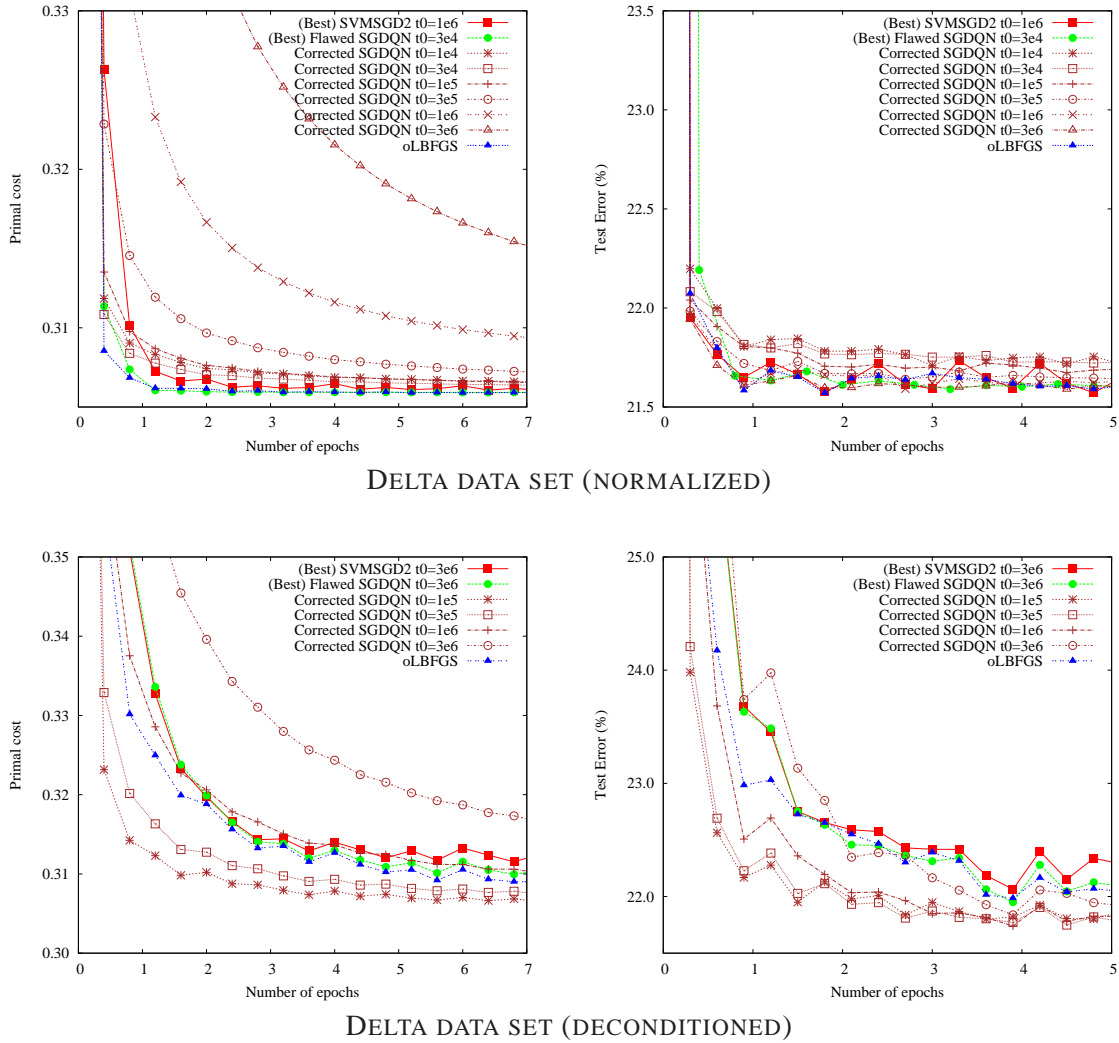 0.33
0.32
0.31
Primal cost
0 1 2 3 4 5 6 7
Number of epochs
(Best) SVMSGD2 t0=1e6
(Best) Flawed SGDQN t0=3e4
Corrected SGDQN t0=1e4
Corrected SGDQN t0=3e4
Corrected SGDQN t0=1e5
Corrected SGDQN t0=3e5
Corrected SGDQN t0=1e6
Corrected SGDQN t0=3e6
oLBFGS
23.5
23.0
22.5
22.0
21.5
Test Error (%)
0 1 2 3 4 5
Number of epochs
(Best) SVMSGD2 t0=1e6
(Best) Flawed SGDQN t0=3e4
Corrected SGDQN t0=1e4
Corrected SGDQN t0=3e4
Corrected SGDQN t0=1e5
Corrected SGDQN t0=3e5
Corrected SGDQN t0=1e6
Corrected SGDQN t0=3e6
oLBFGS
DELTA DATA SET (NORMALIZED)
0.35
0.34
0.33
0.32
0.31
0.30
Primal cost
0 1 2 3 4 5 6 7
Number of epochs
(Best) SVMSGD2 t0=3e6
(Best) Flawed SGDQN t0=3e6
Corrected SGDQN t0=1e5
Corrected SGDQN t0=3e5
Corrected SGDQN t0=1e6
Corrected SGDQN t0=3e6
oLBFGS
25.0
24.0
23.0
22.0
Test Error (%)
0 1 2 3 4 5
Number of epochs
(Best) SVMSGD2 t0=3e6
(Best) Flawed SGDQN t0=3e6
Corrected SGDQN t0=1e5
Corrected SGDQN t0=3e5
Corrected SGDQN t0=1e6
Corrected SGDQN t0=3e6
oLBFGS
DELTA DATA SET (DECONDITIONED)